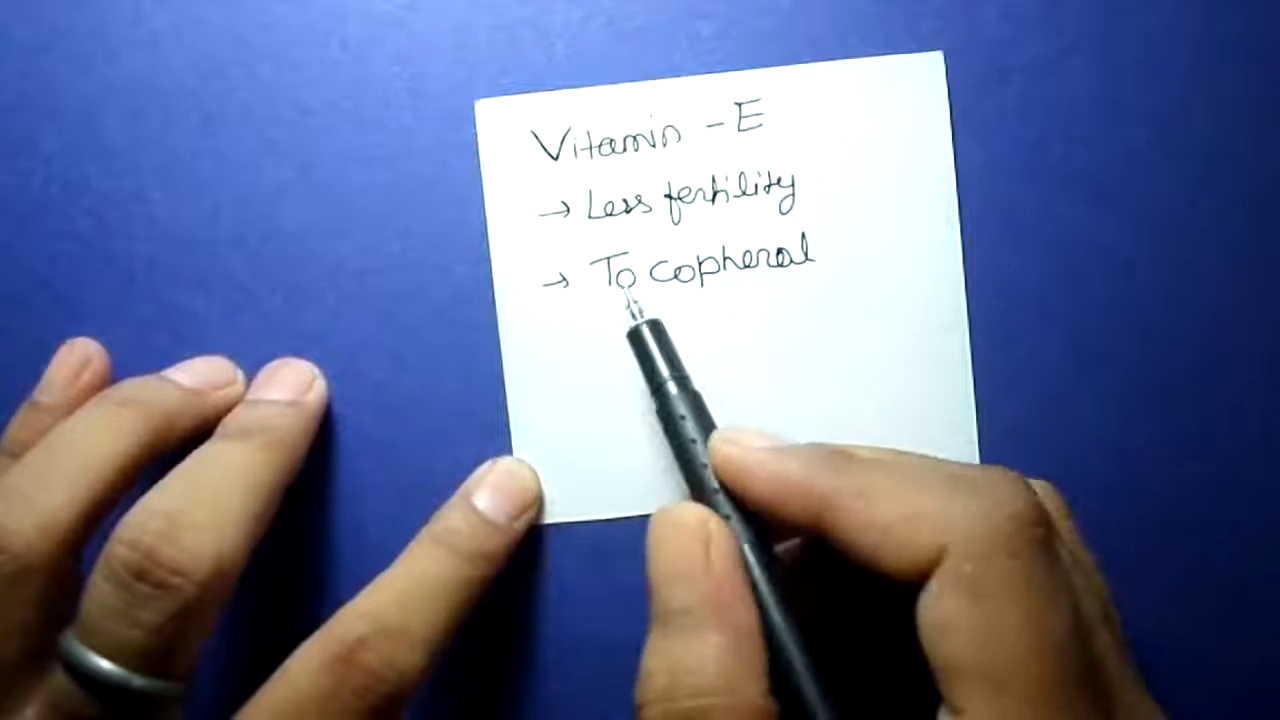 Vitamin - E
→ Less fertility
→ To copherol